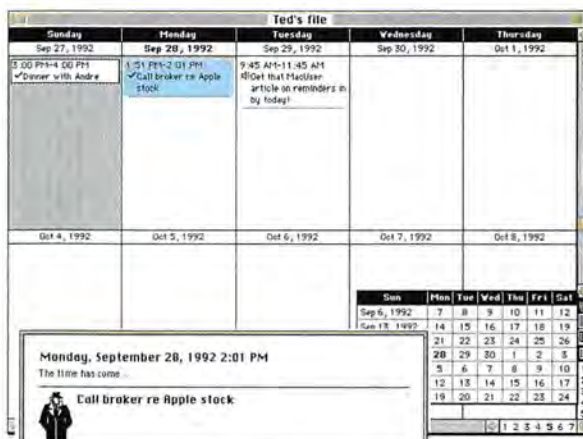 Ted's file
Sunday Monday Tuesday Wednesday Thursday
Sep 27, 1992 Sep 28, 1992 Sep 29, 1992 Sep 30, 1992 Oct 1, 1992
3:00 PM-4:00 PM
✓Dinner with Andre
1:51 PM-2:01 PM
✓Call broker re Apple
stock
9:45 AM-11:45 AM
Get that MacUser
article on reminders in
by today!
Oct 4, 1992 Oct 5, 1992 Oct 6, 1992 Oct 7, 1992 Oct 8, 1992
Sun Mon Tue Wed Thu Fri Sat
Sep 6, 1992 7 8 9 10 11 12
Sep 13, 1992 14 15 16 17 18 19
21 22 23 24 25 26
28 29 30 1 2 3
5 6 7 8 9 10
12 13 14 15 16 17
19 20 21 22 23 24
1 2 3 4 5 6 7
Monday, September 28, 1992 2:01 PM
The time has come...
Call broker re Apple stock